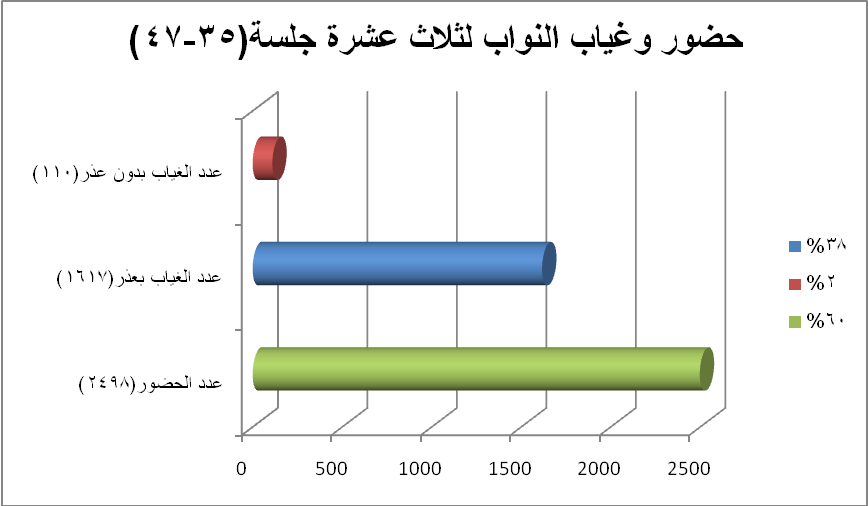 حضور وغياب النواب لثلاث عشرة جلسة(٣٥-٤٧)
عدد الغياب بدون عذر(١١٠)
عدد الغياب بعذر(١٦١٧)
عدد الحضور(٢٤٩٨)
%٣٨
%٢
%٦٠
0 500 1000 1500 2000 2500